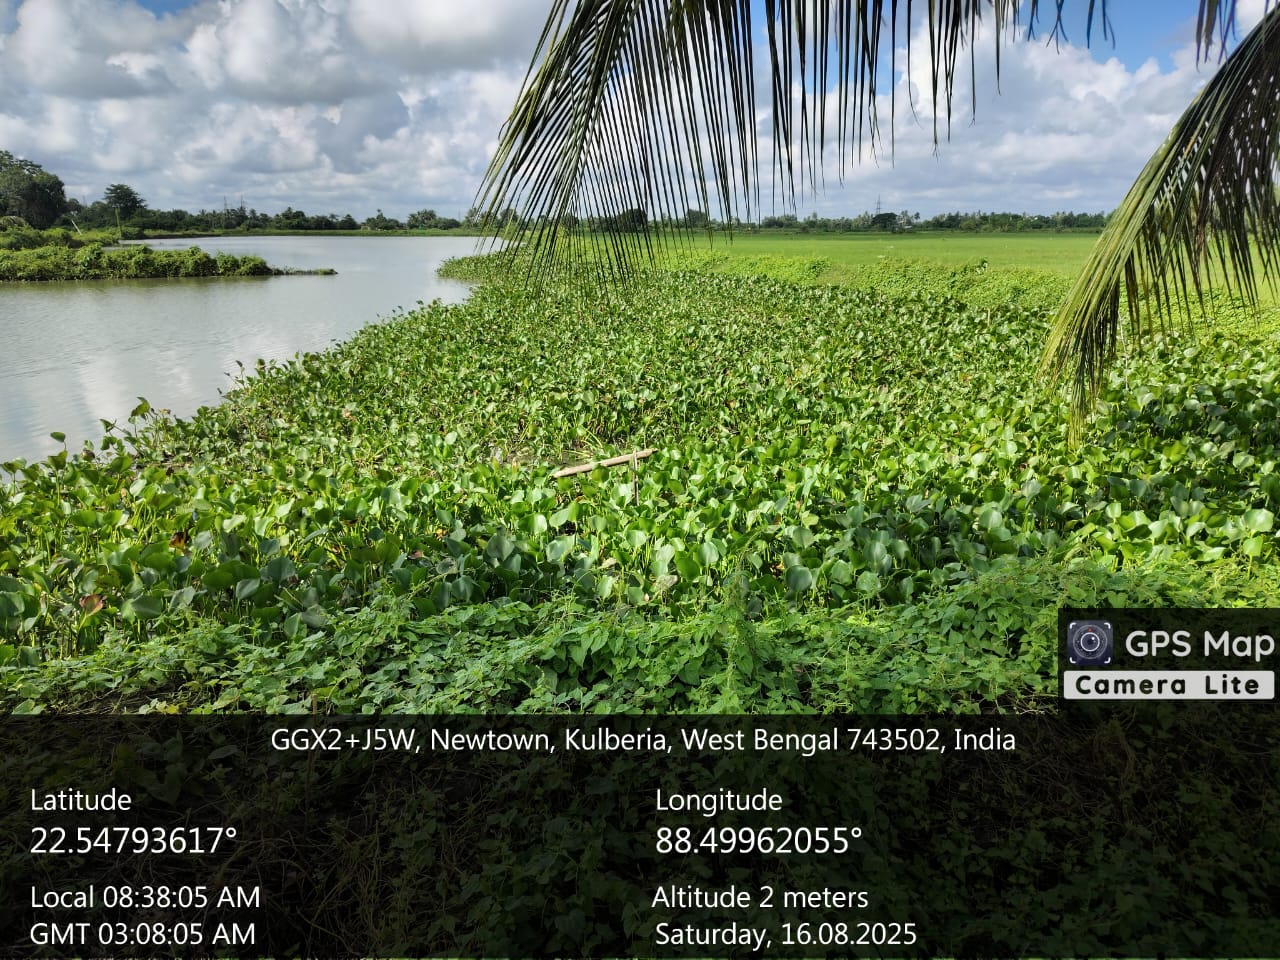 GPS Map
Camera Lite
GGX2+J5W, Newtown, Kulberia, West Bengal 743502, India
Latitude
22.54793617°
Longitude
88.49962055°
Local 08:38:05 AM
GMT 03:08:05 AM
Altitude 2 meters
Saturday, 16.08.2025